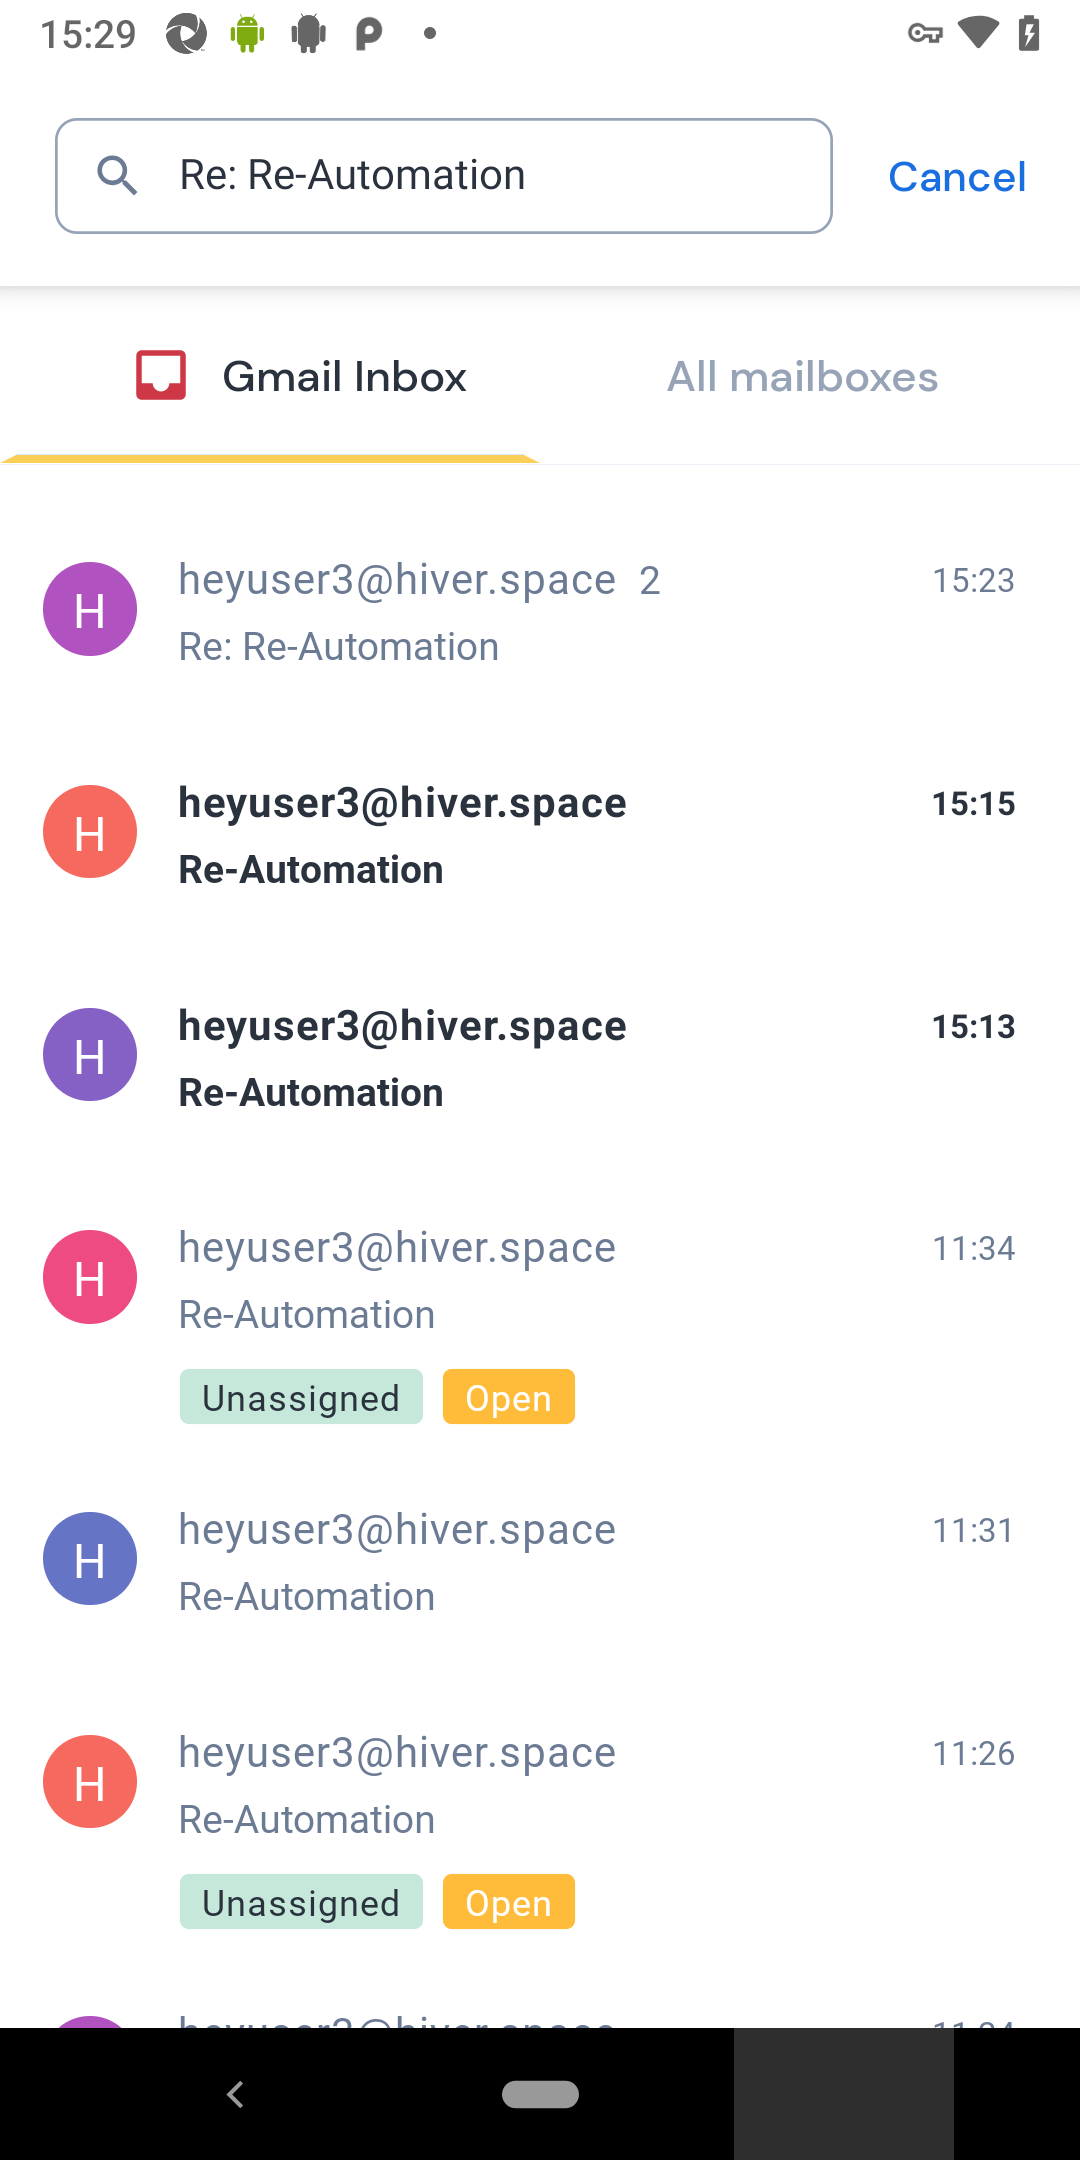 15:29
Re: Re-Automation
Cancel
Gmail Inbox
All mailboxes
H
heyuser3@hiver.space 2
15:23
Re: Re-Automation
H
heyuser3@hiver.space
15:15
Re-Automation
H
heyuser3@hiver.space
15:13
Re-Automation
H
heyuser3@hiver.space
11:34
Re-Automation
Unassigned
Open
H
heyuser3@hiver.space
11:31
Re-Automation
H
heyuser3@hiver.space
11:26
Re-Automation
Unassigned
Open
heyuser3@hiver.space